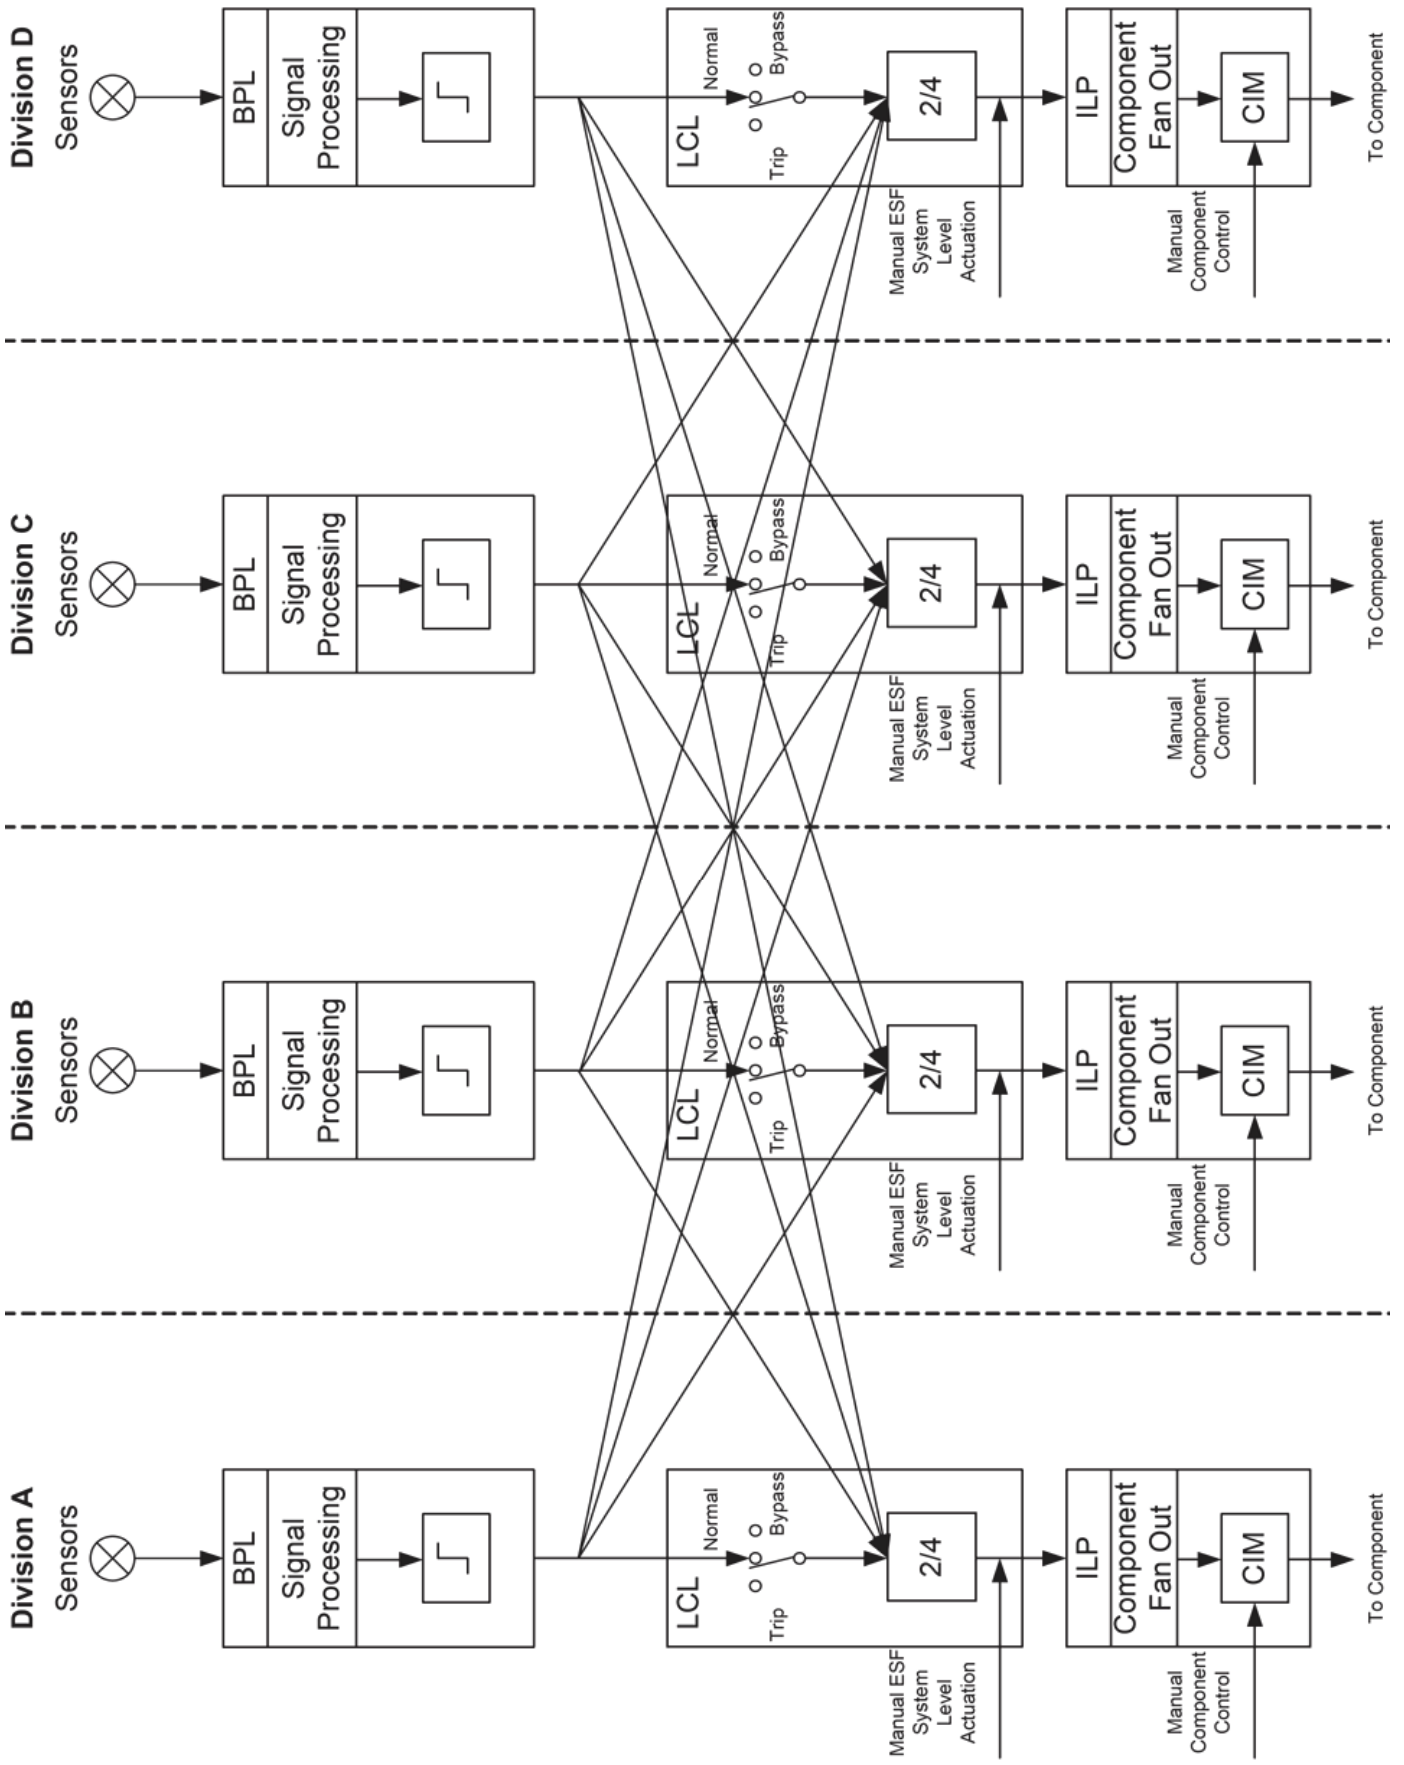 Division A
Sensors
BPL
Signal
Processing
LCL
Normal
Bypass
Trip
2/4
Manual ESF
System
Level
Actuation
ILP
Component
Fan Out
CIM
Manual
Component
Control
To Component
Division B
Sensors
BPL
Signal
Processing
LCL
Normal
Bypass
Trip
2/4
Manual ESF
System
Level
Actuation
ILP
Component
Fan Out
CIM
Manual
Component
Control
To Component
Division C
Sensors
BPL
Signal
Processing
LCL
Normal
Bypass
Trip
2/4
Manual ESF
System
Level
Actuation
ILP
Component
Fan Out
CIM
Manual
Component
Control
To Component
Division D
Sensors
BPL
Signal
Processing
LCL
Normal
Bypass
Trip
2/4
Manual ESF
System
Level
Actuation
ILP
Component
Fan Out
CIM
Manual
Component
Control
To Component